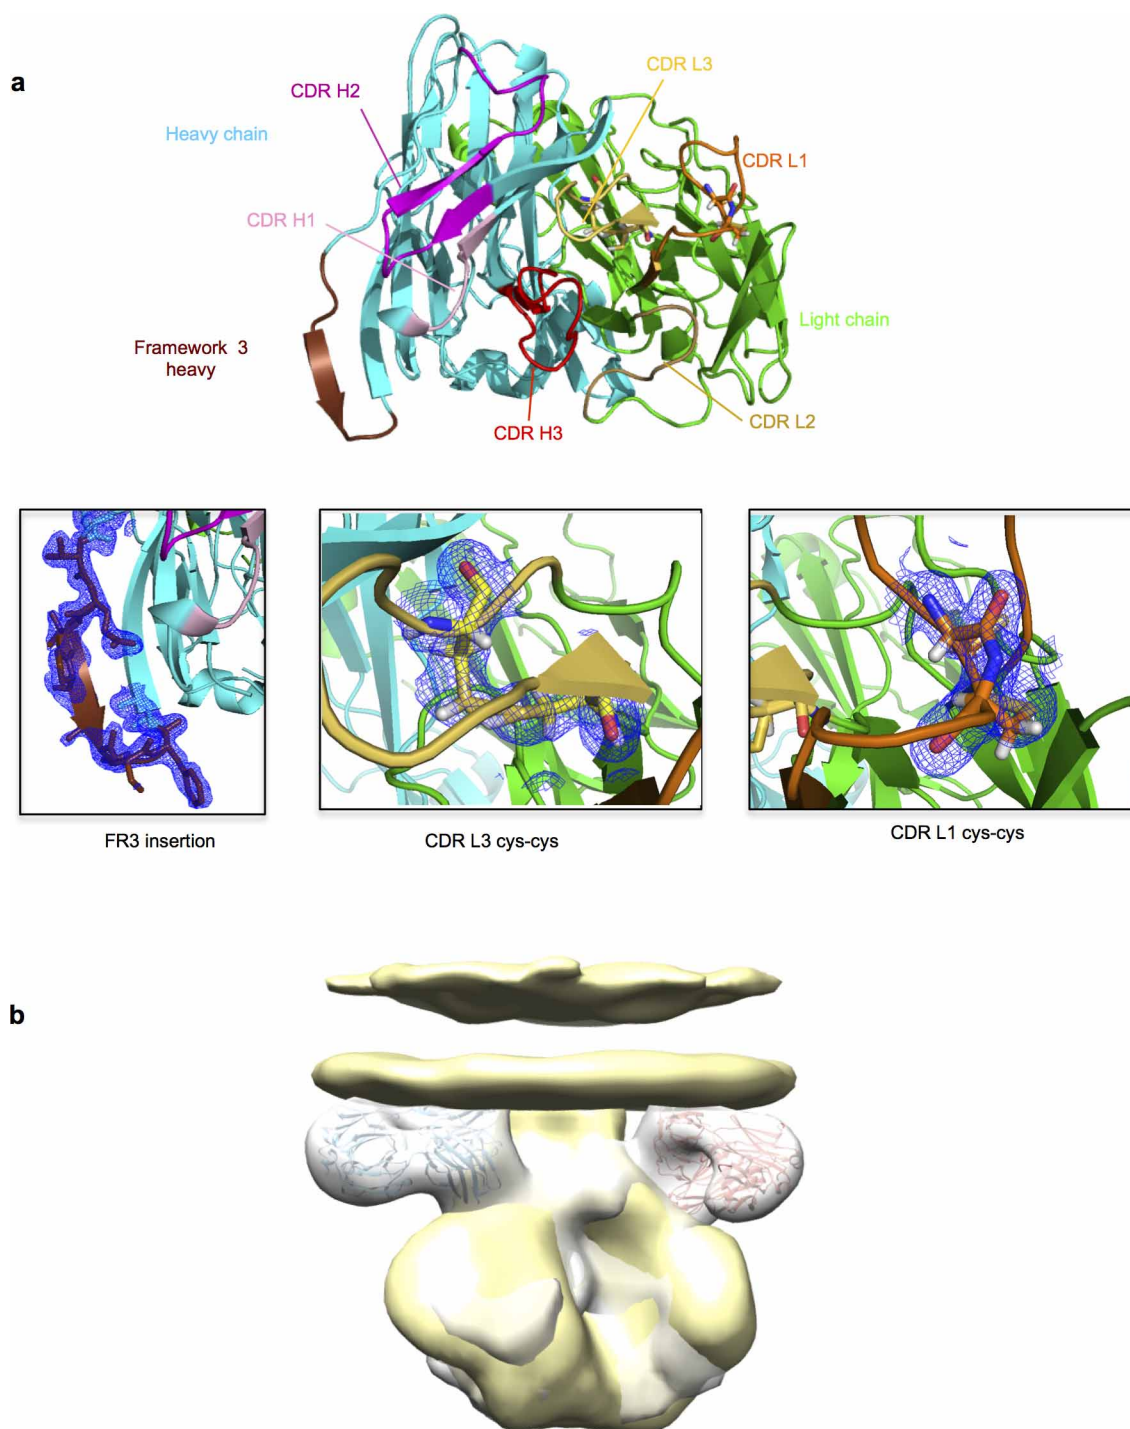 a
CDR L3
CDR H2
Heavy chain
CDR L1
CDR H1
Light chain
Framework 3
heavy
CDR H3
CDR L2
FR3 insertion
CDR L3 cys-cys
CDR L1 cys-cys
b